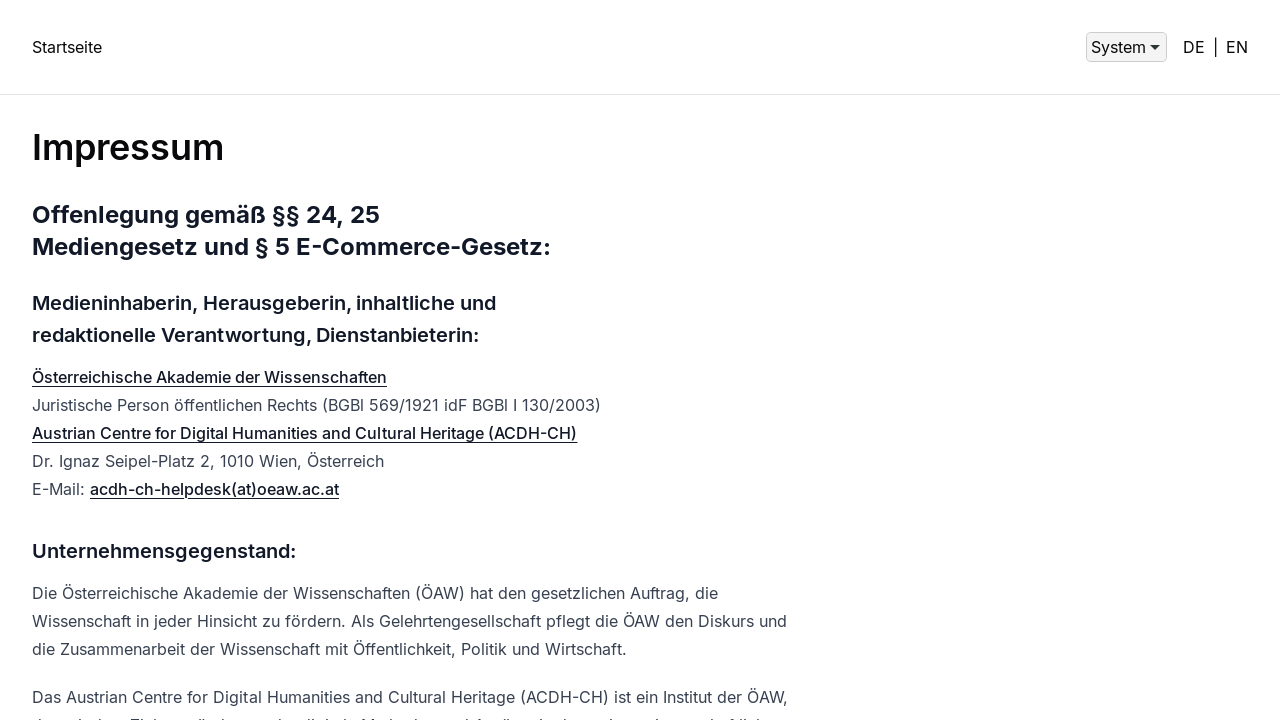 Startseite
System
DE | EN
Impressum
Offenlegung gemäß §§ 24, 25
Mediengesetz und § 5 E-Commerce-Gesetz:
Medieninhaberin, Herausgeberin, inhaltliche und
redaktionelle Verantwortung, Dienstanbieterin:
Österreichische Akademie der Wissenschaften
Juristische Person öffentlichen Rechts (BGBl 569/1921 idF BGBl I 130/2003)
Austrian Centre for Digital Humanities and Cultural Heritage (ACDH-CH)
Dr. Ignaz Seipel-Platz 2, 1010 Wien, Österreich
E-Mail: acdh-ch-helpdesk(at)oeaw.ac.at
Unternehmensgegenstand:
Die Österreichische Akademie der Wissenschaften (ÖAW) hat den gesetzlichen Auftrag, die
Wissenschaft in jeder Hinsicht zu fördern. Als Gelehrtengesellschaft pflegt die ÖAW den Diskurs und
die Zusammenarbeit der Wissenschaft mit Öffentlichkeit, Politik und Wirtschaft.
Das Austrian Centre for Digital Humanities and Cultural Heritage (ACDH-CH) ist ein Institut der ÖAW,